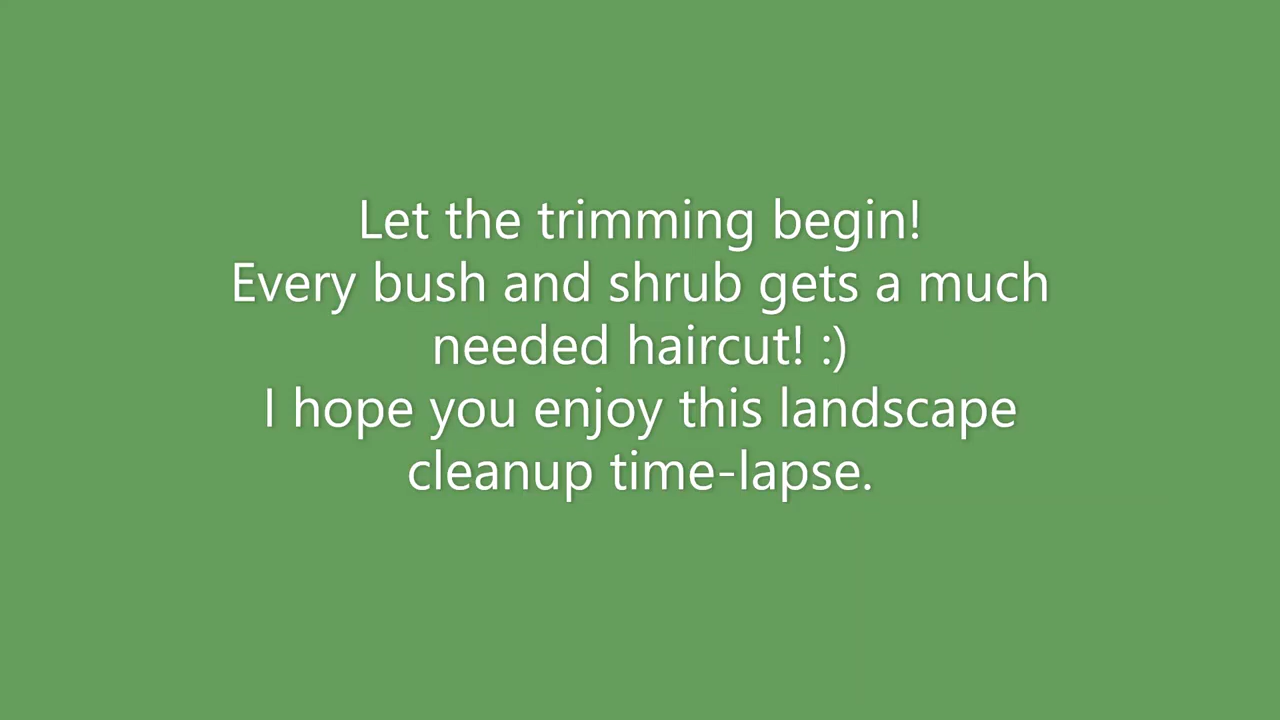 Let the trimming begin!
Every bush and shrub gets a much
needed haircut! :)
I hope you enjoy this landscape
cleanup time-lapse.